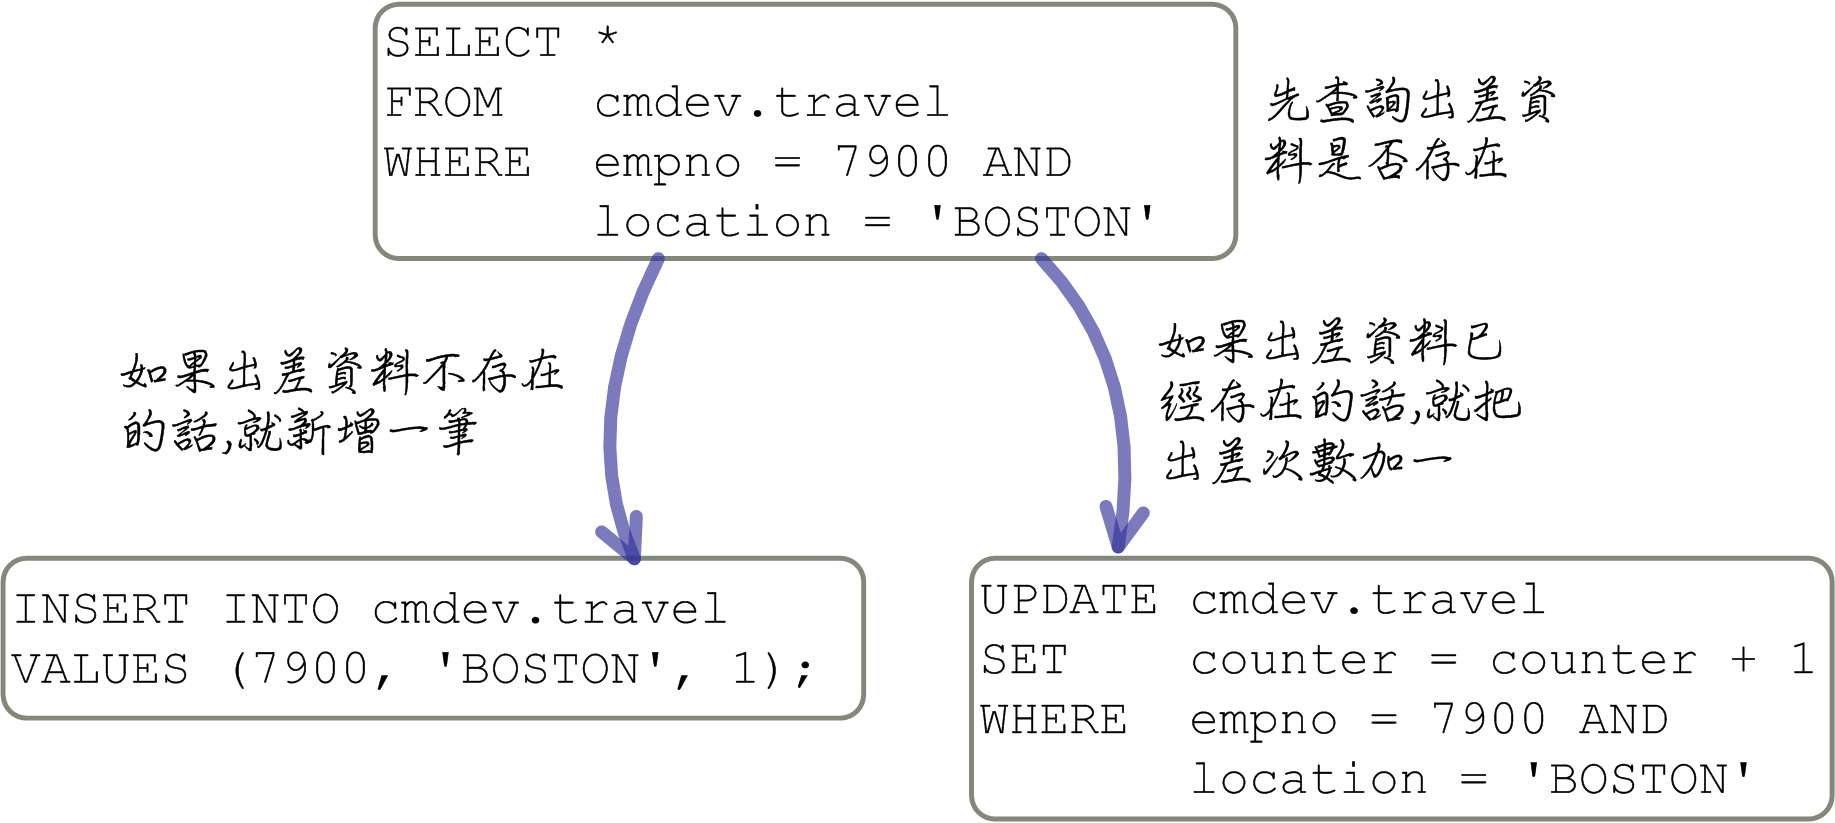 SELECT *
FROM   cmdev.travel
WHERE  empno = 7900 AND
       location = 'BOSTON'
先查詢出差資
料是否存在
如果出差資料不存在
的話,就新增一筆
如果出差資料已
經存在的話,就把
出差次數加一
INSERT INTO cmdev.travel
VALUES (7900, 'BOSTON', 1);
UPDATE cmdev.travel
SET    counter = counter + 1
WHERE  empno = 7900 AND
       location = 'BOSTON'